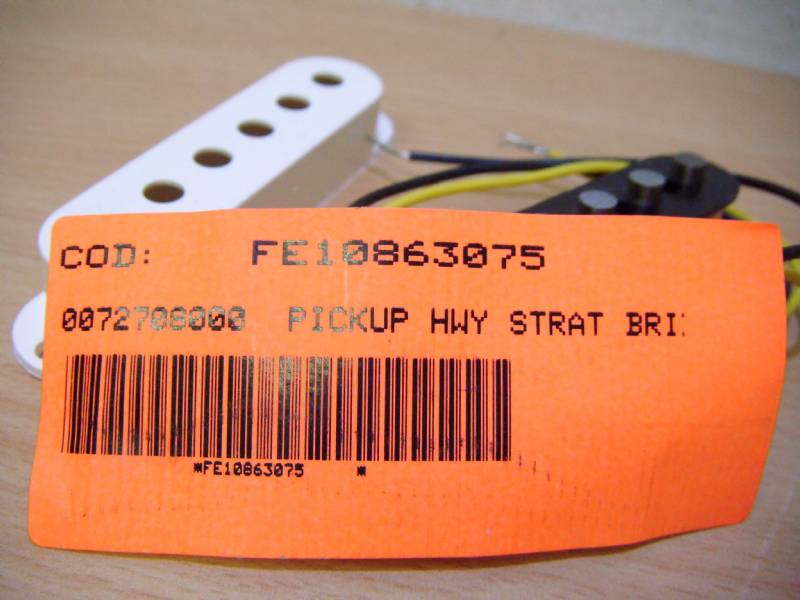 COD: FE10863075
0072708000 PICKUP HWY STRAT BRI
*FE10863075 *